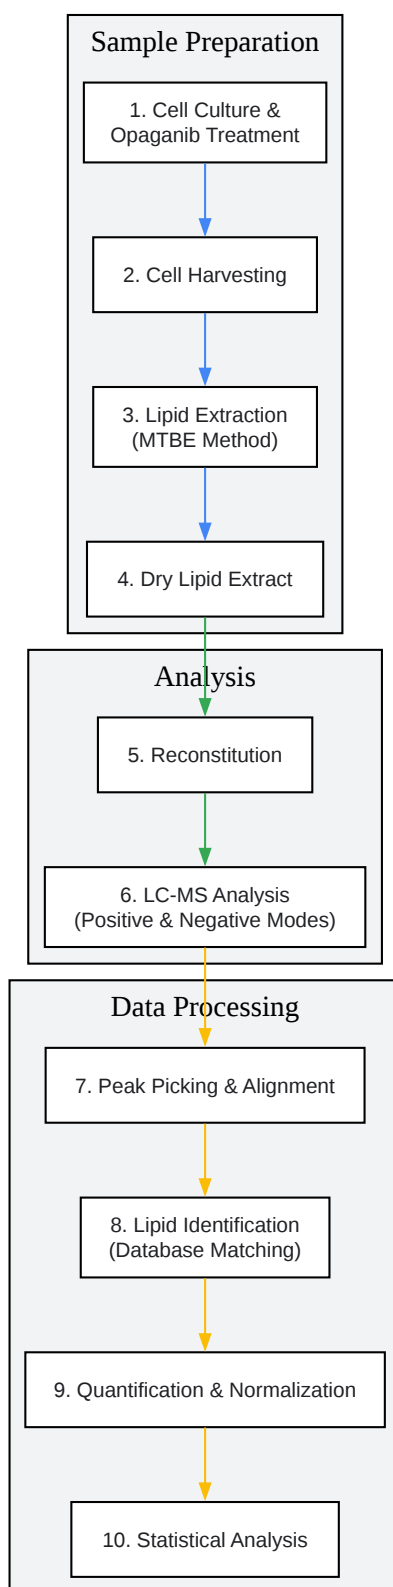 Sample Preparation
1. Cell Culture &
Opaganib Treatment
2. Cell Harvesting
3. Lipid Extraction
(MTBE Method)
4. Dry Lipid Extract
Analysis
5. Reconstitution
6. LC-MS Analysis
(Positive & Negative Modes)
Data Processing
7. Peak Picking & Alignment
8. Lipid Identification
(Database Matching)
9. Quantification & Normalization
10. Statistical Analysis